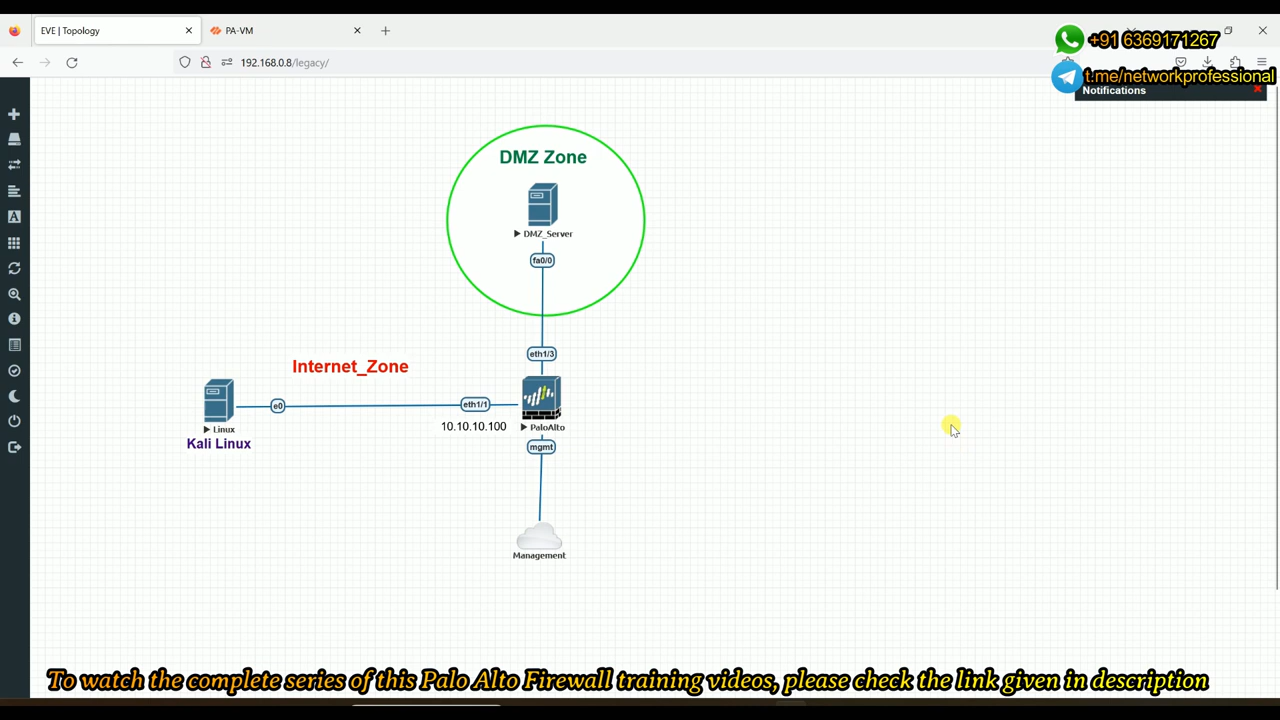 EVE | Topology
PA-VM
+91 6369171267
192.168.0.8/legacy/
t.me/networkprofessional
Notifications
DMZ Zone
DMZ_Server
fa0/0
eth1/3
Internet_Zone
e0
eth1/1
Linux
10.10.10.100
PaloAlto
Kali Linux
mgmt
Management
To watch the complete series of this Palo Alto Firewall training videos, please check the link given in description